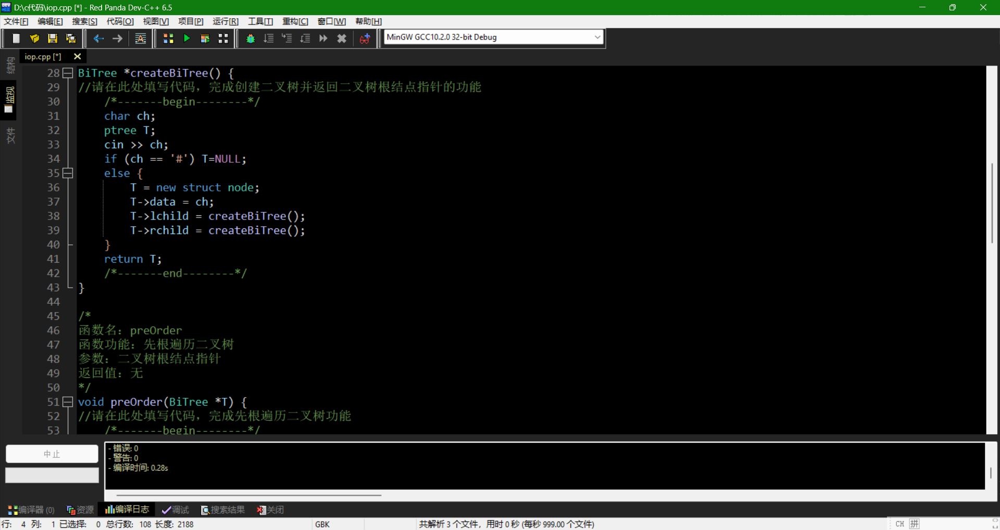 D:\c代码\iop.cpp [*] - Red Panda Dev-C++ 6.5
文件[F] 编辑[E] 搜索[S] 代码[O] 视图[V] 项目[P] 运行[R] 工具[T] 重构[C] 窗口[W] 帮助[H]
MinGW GCC10.2.0 32-bit Debug
iop.cpp [*]
结构
监视
文件
28 BiTree *createBiTree() {
29 //请在此处填写代码，完成创建二叉树并返回二叉树根结点指针的功能
30 /*-------begin--------*/
31 char ch;
32 ptree T;
33 cin >> ch;
34 if (ch == '#') T=NULL;
35 else {
36 T = new struct node;
37 T->data = ch;
38 T->lchild = createBiTree();
39 T->rchild = createBiTree();
40 }
41 return T;
42 /*-------end--------*/
43 }
44
45 /*
46 函数名：preOrder
47 函数功能：先根遍历二叉树
48 参数：二叉树根结点指针
49 返回值：无
50 */
51 void preOrder(BiTree *T) {
52 //请在此处填写代码，完成先根遍历二叉树功能
53 /*-------begin--------*/
中止
- 错误: 0
- 警告: 0
- 编译时间: 0.28s
编译器 (0) 资源 编译日志 调试 搜索结果 关闭
行: 4 列: 1 已选择: 0 总行数: 108 长度: 2188 GBK 共解析 3 个文件，用时 0 秒 (每秒 999.00 个文件) CH 拼